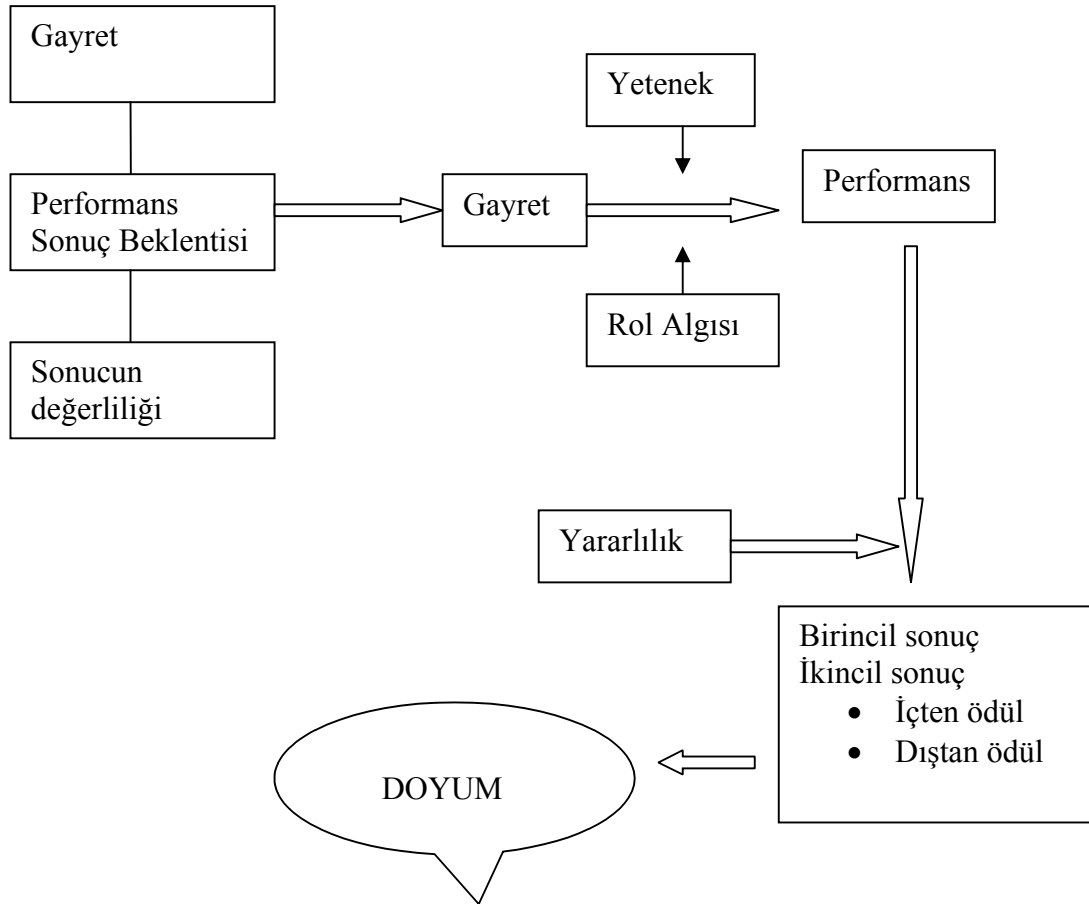 Gayret
Yetenek
Performans
Sonuç Beklentisi
Gayret
Performans
Rol Algısı
Sonucun
değerliliği
Yararlılık
Birincil sonuç
İkincil sonuç
• İçten ödül
• Dıştan ödül
DOYUM